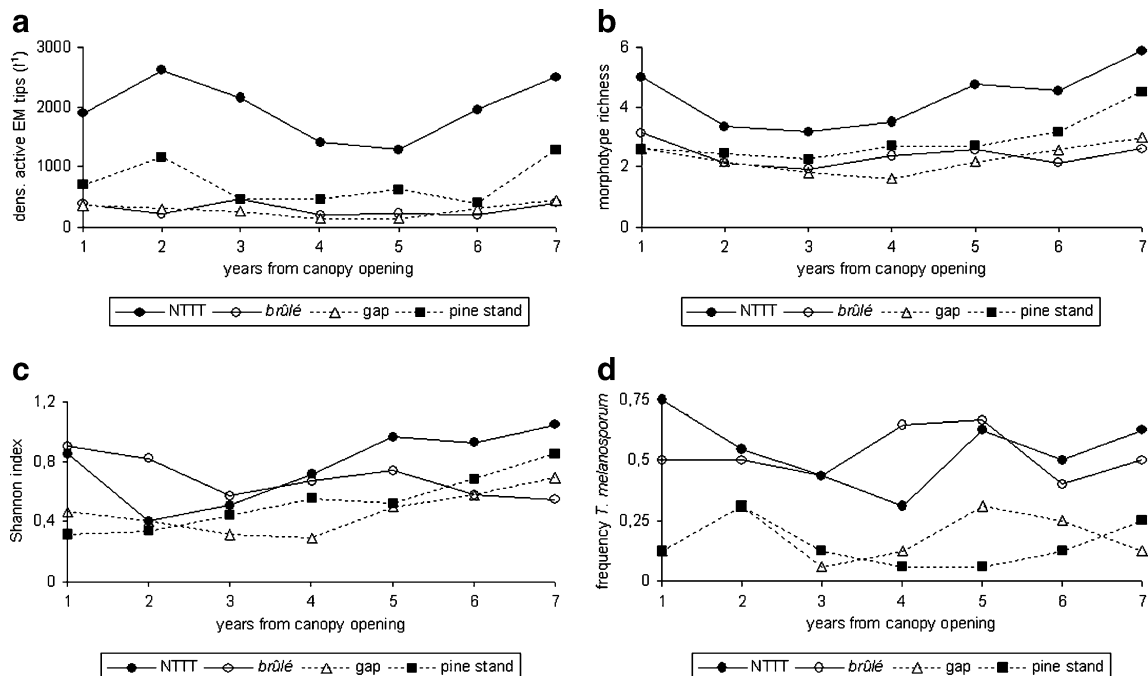 a
dens. active EM tips (l¹)
3000
2000
1000
0
1 2 3 4 5 6 7
years from canopy opening
NTTT brûlé gap pine stand
b
morphotype richness
6
4
2
0
1 2 3 4 5 6 7
years from canopy opening
NTTT brûlé gap pine stand
c
Shannon index
1,2
0,8
0,4
0
1 2 3 4 5 6 7
years from canopy opening
NTTT brûlé gap pine stand
d
frequency T. melanosporum
0,75
0,5
0,25
0
1 2 3 4 5 6 7
years from canopy opening
NTTT brûlé gap pine stand